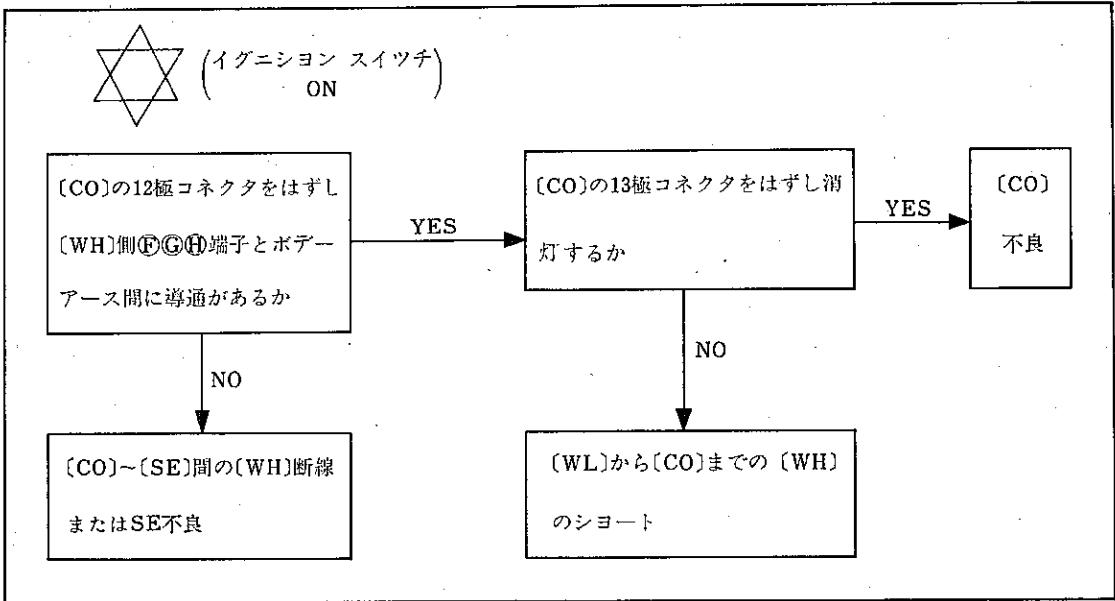 (イグニシヨン スイツチ
ON)
〔CO〕の12極コネクタをはずし
〔WH〕側ⒻⒼⒽ端子とボデー
アース間に導通があるか
YES
〔CO〕の13極コネクタをはずし消
灯するか
YES
〔CO〕
不良
NO
NO
〔CO〕~〔SE〕間の〔WH〕断線
またはSE不良
〔WL〕から〔CO〕までの〔WH〕
のシヨート